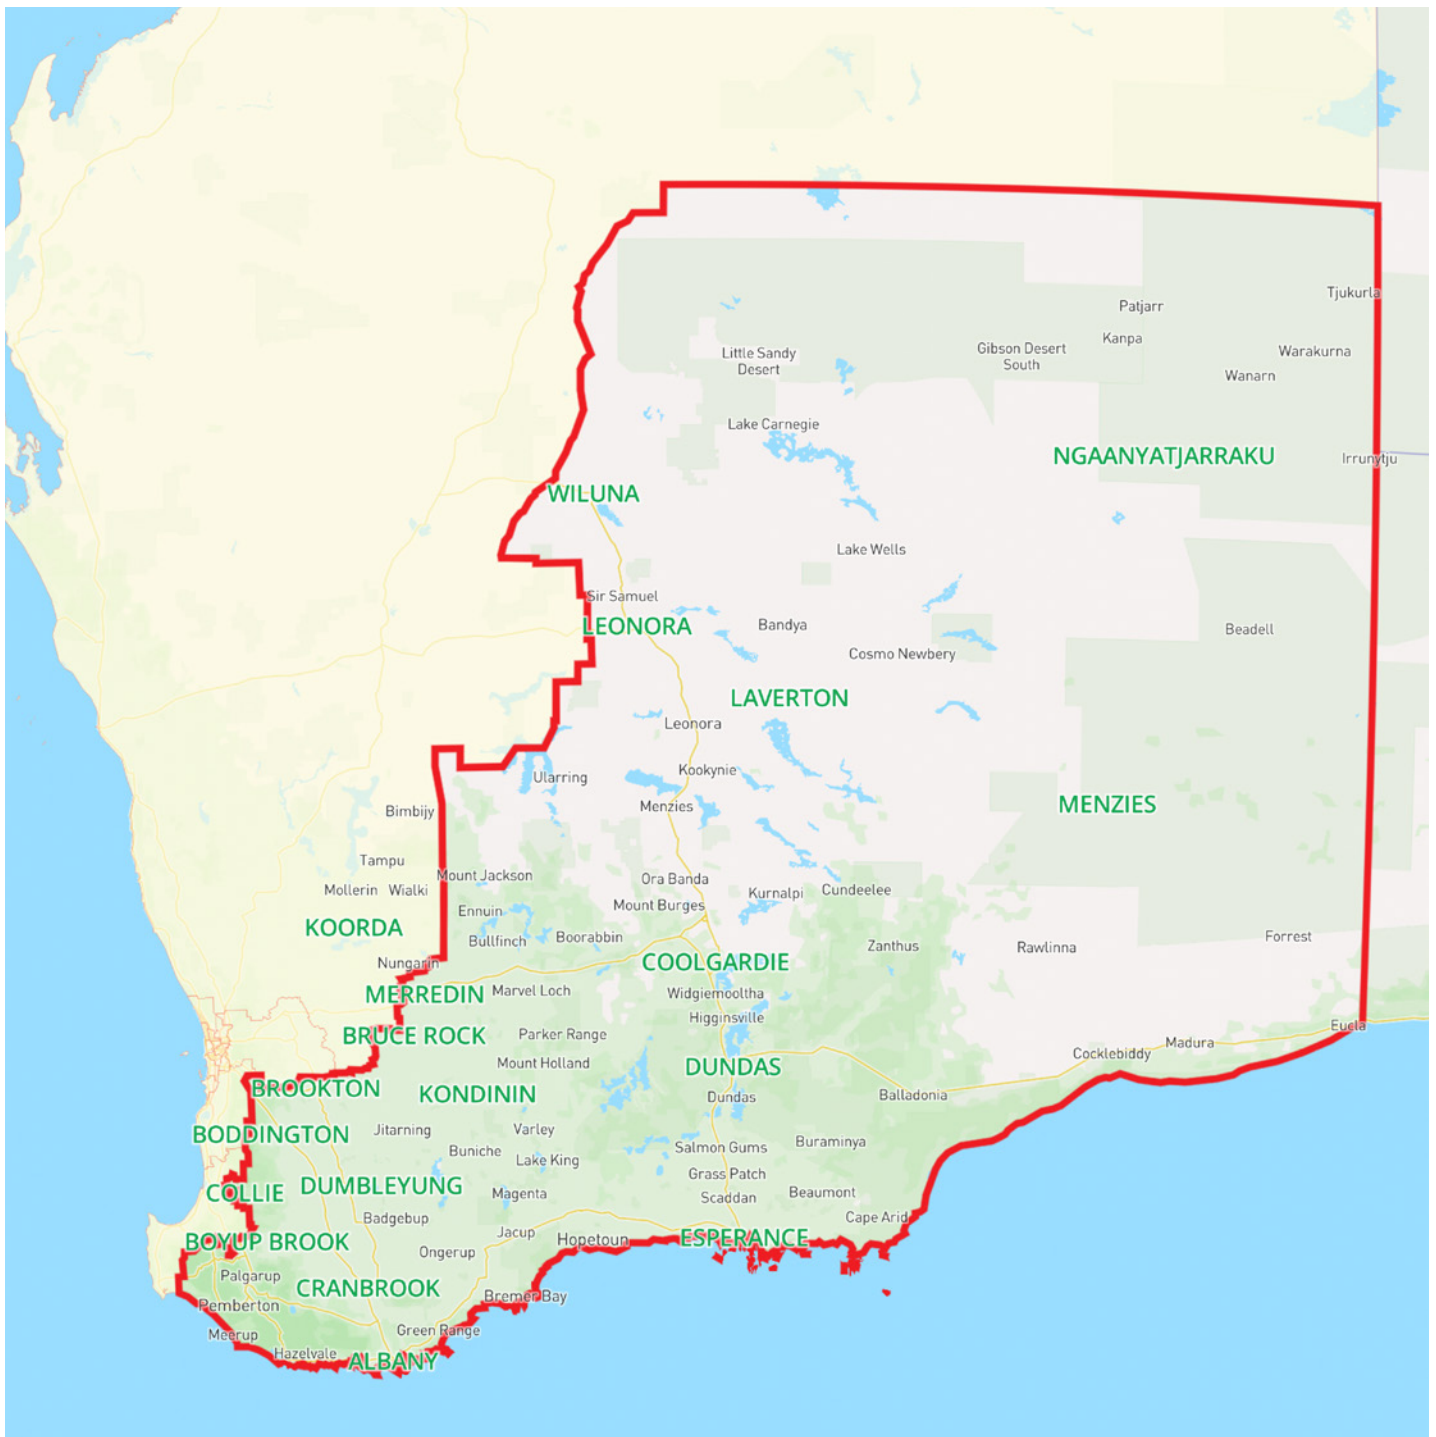 Tjukurla
Patjarr
Kanpa
Gibson Desert
South
Warakurna
Little Sandy
Desert
Wanarn
Lake Carnegie
NGAANYATJARRAKU
Irrunytju
WILUNA
Lake Wells
Sir Samuel
LEONORA
Bandya
Beadell
Cosmo Newbery
LAVERTON
Leonora
Kookynie
Ularring
Menzies
MENZIES
Bimbijy
Tampu
Mount Jackson
Ora Banda
Mollerin
Wialki
Kurnalpi
Cundeelee
Mount Burges
Ennuin
KOORDA
Bullfinch
Boorabbin
Forrest
Zanthus
Rawlinna
Nungarin
COOLGARDIE
MERREDIN
Marvel Loch
Widgiemooltha
Higginsville
BRUCE ROCK
Parker Range
Eucla
Madura
Cocklebiddy
Mount Holland
DUNDAS
BROOKTON
KONDININ
Dundas
Balladonia
BODDINGTON
Jitarning
Varley
Buraminya
Buniche
Salmon Gums
Lake King
Grass Patch
COLLIE
DUMBLEYUNG
Magenta
Scaddan
Beaumont
Badgebup
Cape Arid
Jacup
Hopetoun
ESPERANCE
BOYUP BROOK
Ongerup
Palgarup
CRANBROOK
Bremer Bay
Pemberton
Meerup
Green Range
Hazelvale
ALBANY